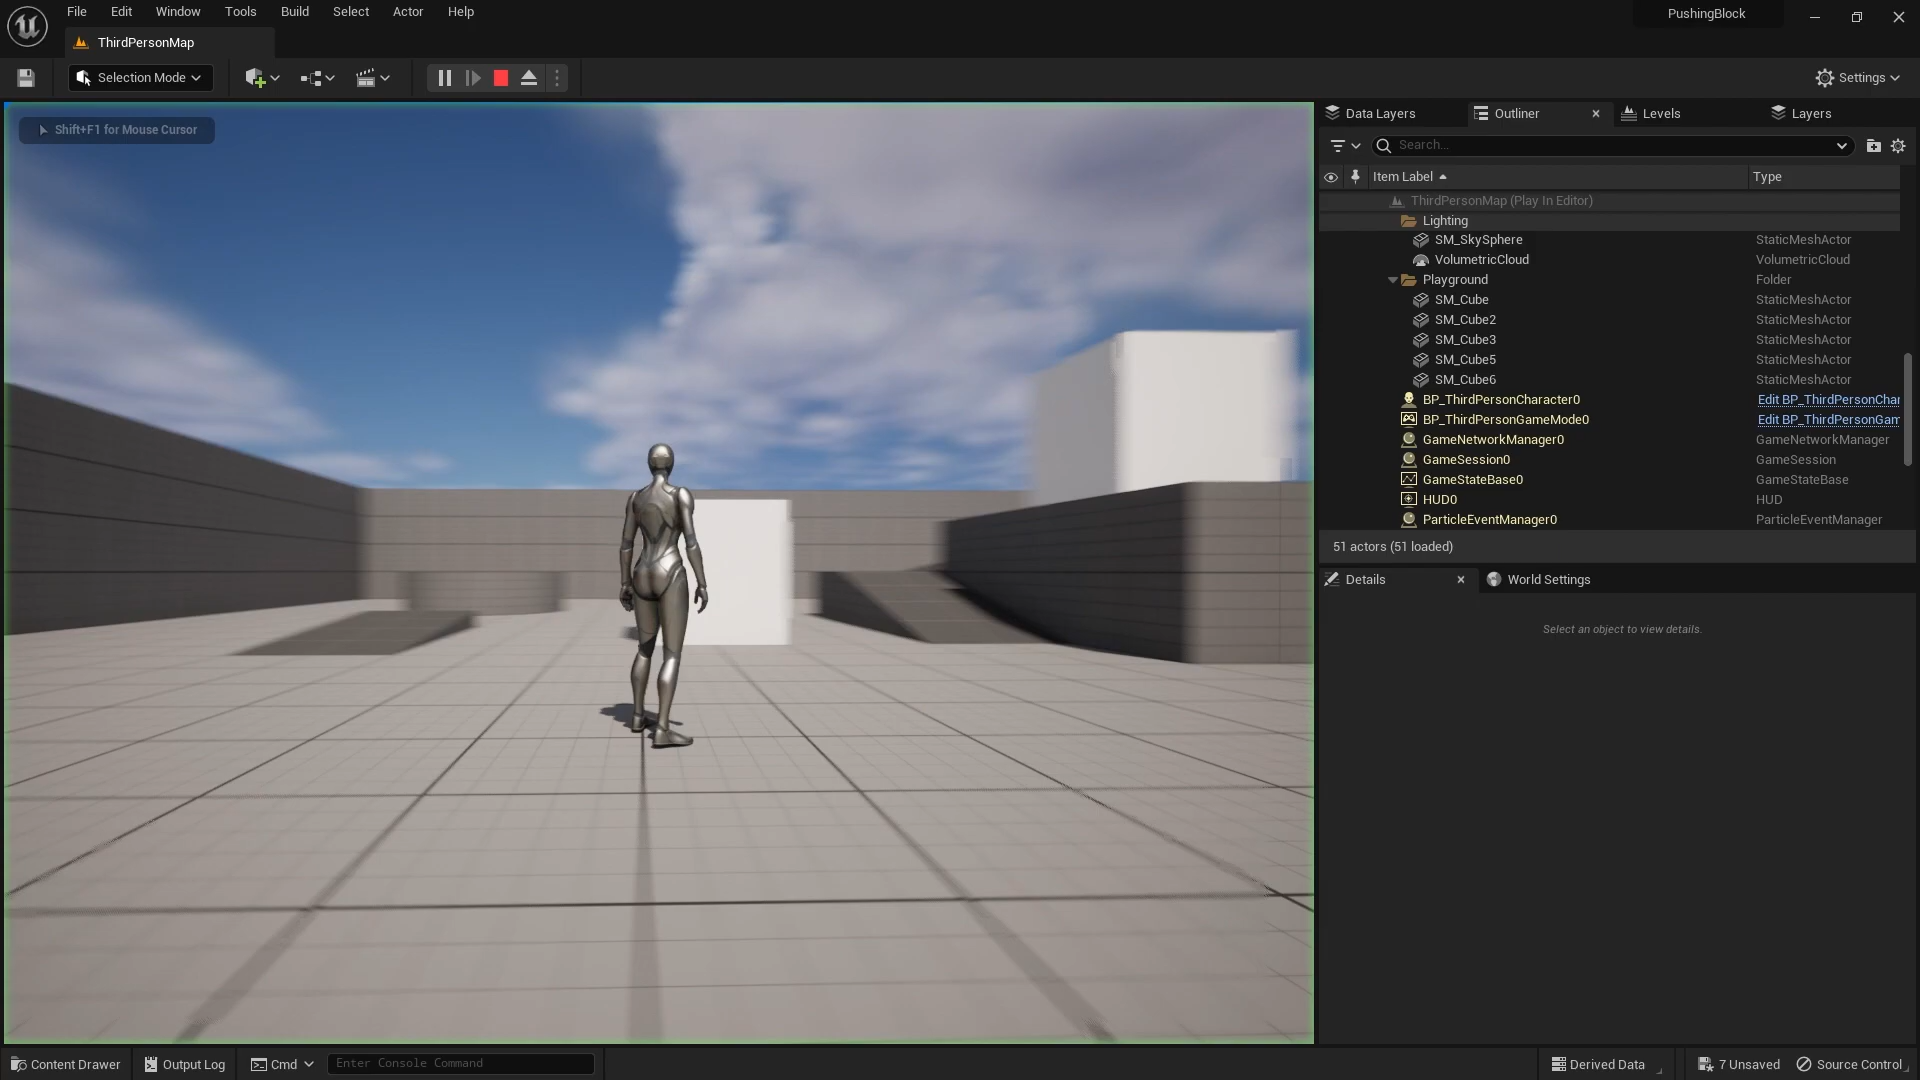 File Edit Window Tools Build Select Actor Help
PushingBlock
ThirdPersonMap
Selection Mode
Settings
Shift+F1 for Mouse Cursor
Data Layers
Outliner
Levels
Layers
Search...
Item Label
Type
ThirdPersonMap (Play In Editor)
Lighting
SM_SkySphere StaticMeshActor
VolumetricCloud VolumetricCloud
Playground Folder
SM_Cube StaticMeshActor
SM_Cube2 StaticMeshActor
SM_Cube3 StaticMeshActor
SM_Cube5 StaticMeshActor
SM_Cube6 StaticMeshActor
BP_ThirdPersonCharacter0 Edit BP_ThirdPersonChar
BP_ThirdPersonGameMode0 Edit BP_ThirdPersonGam
GameNetworkManager0 GameNetworkManager
GameSession0 GameSession
GameStateBase0 GameStateBase
HUD0 HUD
ParticleEventManager0 ParticleEventManager
51 actors (51 loaded)
Details
World Settings
Select an object to view details.
Content Drawer
Output Log
Cmd
Enter Console Command
Derived Data
7 Unsaved
Source Control